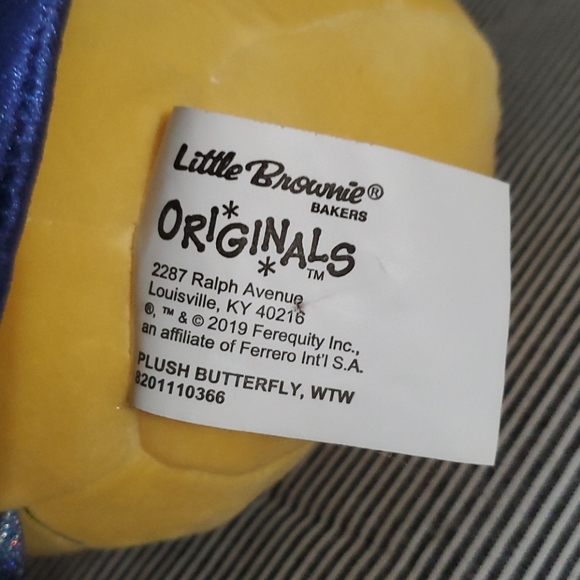 Little Brownie®
BAKERS
ORIGINALS™
2287 Ralph Avenue
Louisville, KY 40216
®, ™ & © 2019 Ferequity Inc.,
an affiliate of Ferrero Int'l S.A.
PLUSH BUTTERFLY, WTW
8201110366